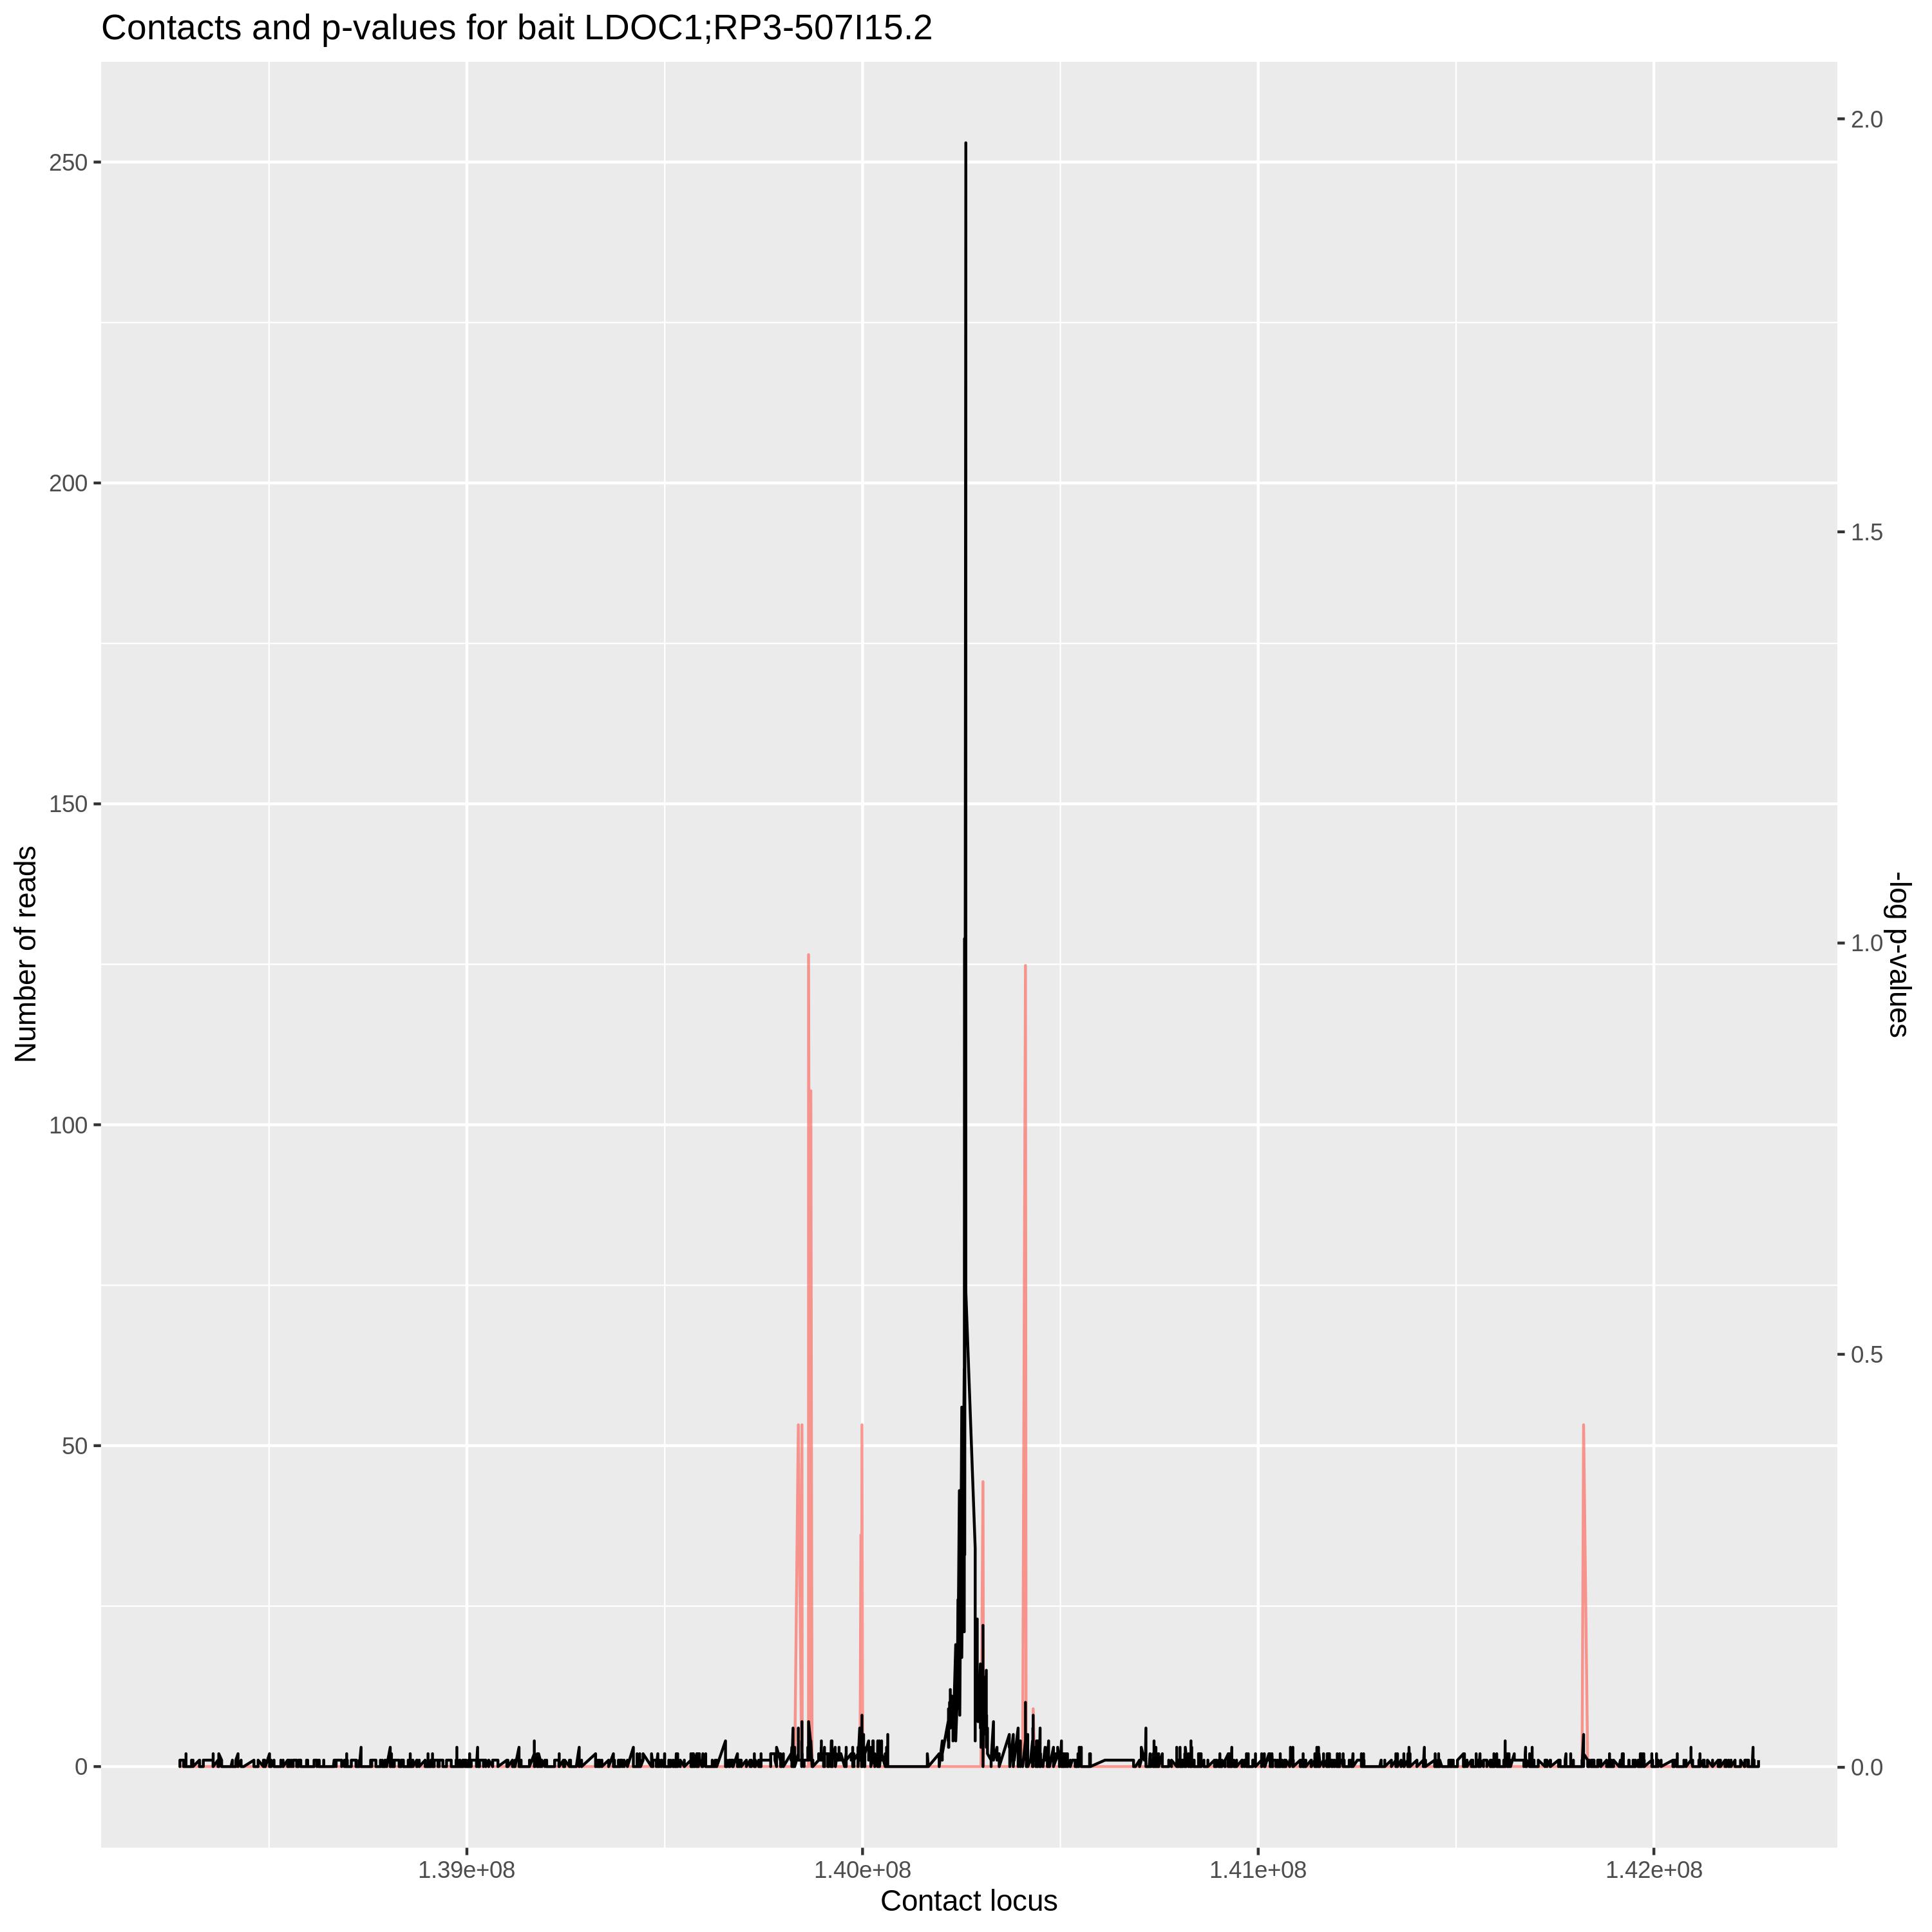 Contacts and p-values for bait LDOC1;RP3-507I15.2
250
200
150
100
50
0
Number of reads
2.0
1.5
1.0
0.5
0.0
-log p-values
1.39e+08
1.40e+08
1.41e+08
1.42e+08
Contact locus